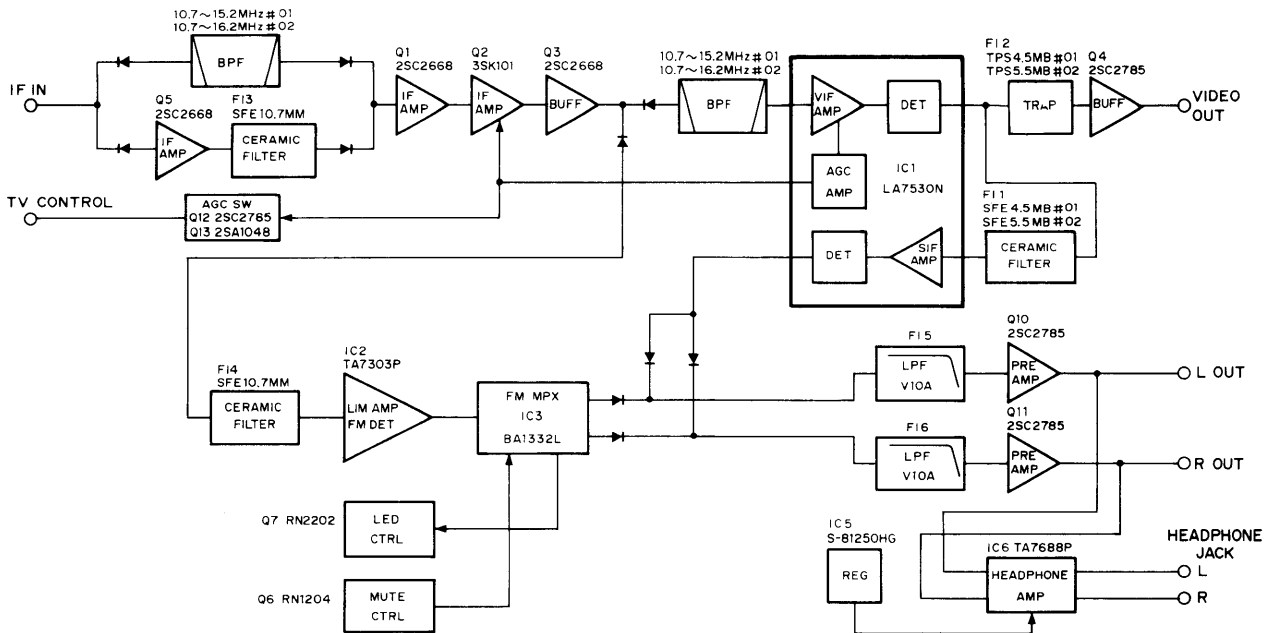 10.7~15.2MHz#01
10.7~16.2MHz#02
BPF
IF IN
Q5
2SC2668
IF
AMP
FI3
SFE10.7MM
CERAMIC
FILTER
Q1
2SC2668
IF
AMP
Q2
3SK101
IF
AMP
Q3
2SC2668
BUFF
10.7~15.2MHz#01
10.7~16.2MHz#02
BPF
VIF
AMP
DET
AGC
AMP
IC1
LA7530N
DET
SIF
AMP
FI2
TPS4.5MB#01
TPS5.5MB#02
TRAP
Q4
2SC2785
BUFF
VIDEO
OUT
FI1
SFE4.5MB#01
SFE5.5MB#02
CERAMIC
FILTER
TV CONTROL
AGC SW
Q12 2SC2785
Q13 2SA1048
FI4
SFE10.7MM
CERAMIC
FILTER
IC2
TA7303P
LIM AMP
FM DET
FM MPX
IC3
BA1332L
FI5
LPF
V10A
Q10
2SC2785
PRE
AMP
L OUT
FI6
LPF
V10A
Q11
2SC2785
PRE
AMP
R OUT
Q7 RN2202
LED
CTRL
Q6 RN1204
MUTE
CTRL
IC5
S-81250HG
REG
IC6 TA7688P
HEADPHONE
AMP
HEADPHONE
JACK
L
R